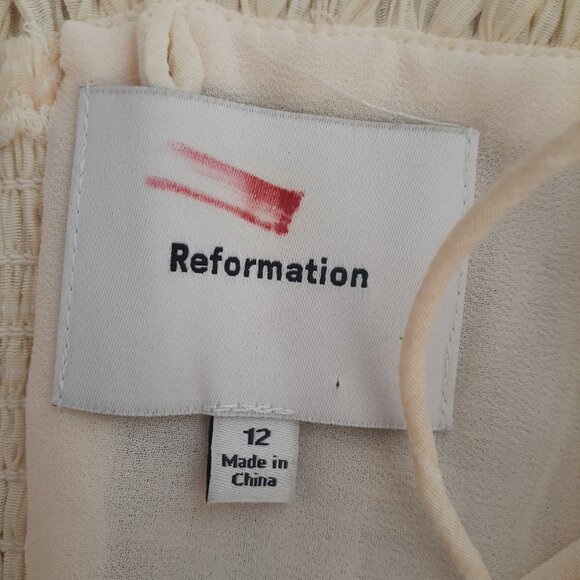 Reformation
12
Made in
China